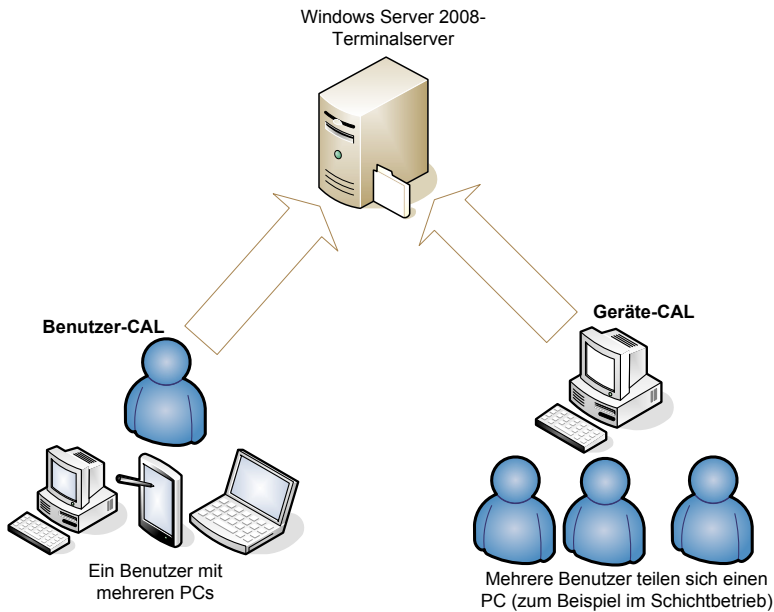 Windows Server 2008-
Terminalserver
Benutzer-CAL
Geräte-CAL
Ein Benutzer mit
mehreren PCs
Mehrere Benutzer teilen sich einen
PC (zum Beispiel im Schichtbetrieb)